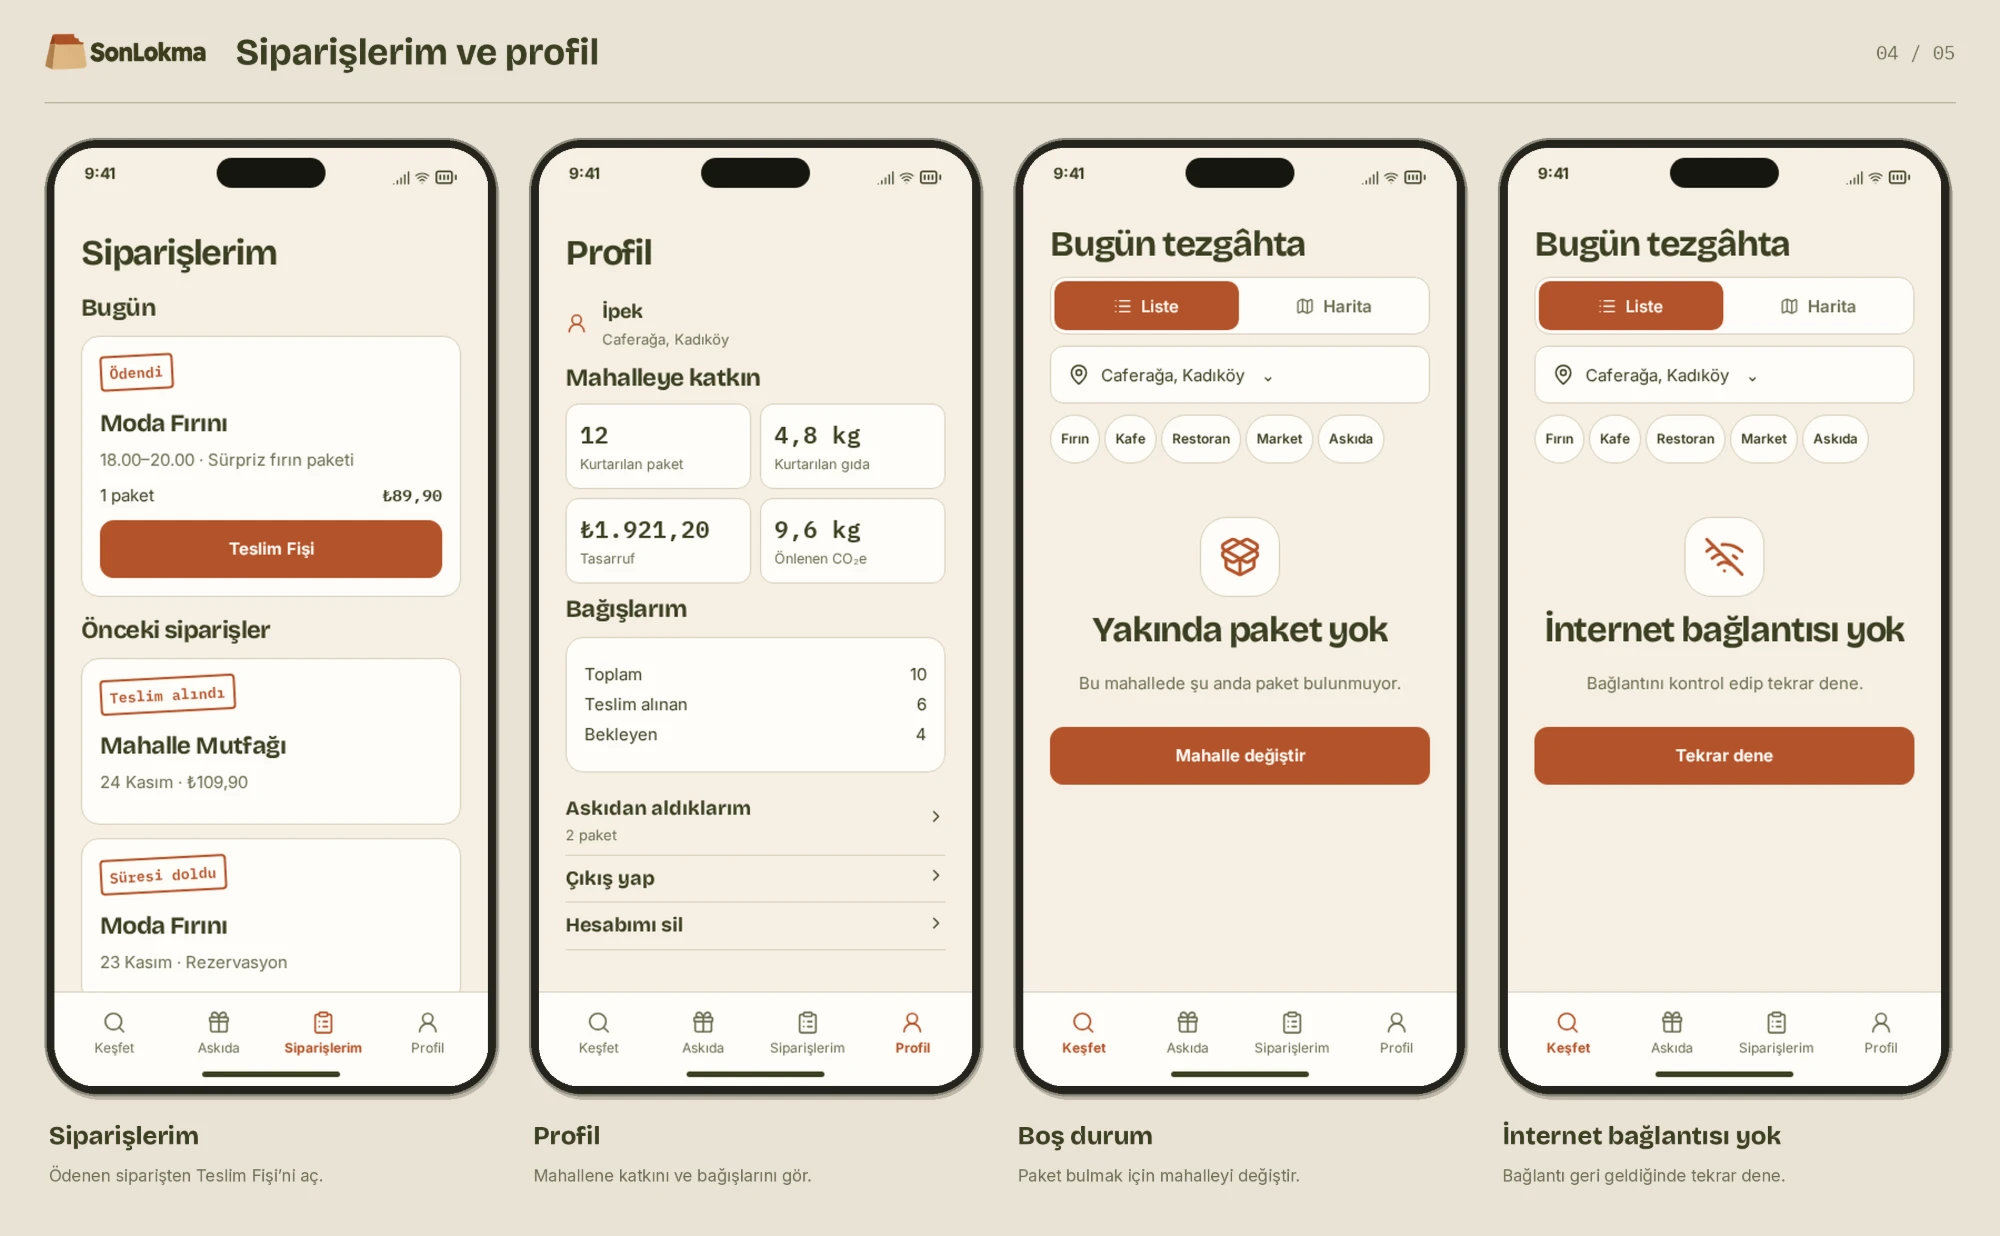 SonLokma
Siparişlerim ve profil
04 / 05
9:41
Siparişlerim
Bugün
Ödendi
Moda Fırını
18.00–20.00 · Sürpriz fırın paketi
1 paket ₺89,90
Teslim Fişi
Önceki siparişler
Teslim alındı
Mahalle Mutfağı
24 Kasım · ₺109,90
Süresi doldu
Moda Fırını
23 Kasım · Rezervasyon
Keşfet Askıda Siparişlerim Profil
Siparişlerim
Ödenen siparişten Teslim Fişi’ni aç.
9:41
Profil
İpek
Caferağa, Kadıköy
Mahalleye katkın
12 4,8 kg
Kurtarılan paket Kurtarılan gıda
₺1.921,20 9,6 kg
Tasarruf Önlenen CO₂e
Bağışlarım
Toplam 10
Teslim alınan 6
Bekleyen 4
Askıdan aldıklarım
2 paket
Çıkış yap
Hesabımı sil
Keşfet Askıda Siparişlerim Profil
Profil
Mahallene katkını ve bağışlarını gör.
9:41
Bugün tezgâhta
Liste Harita
Caferağa, Kadıköy
Fırın Kafe Restoran Market Askıda
Yakında paket yok
Bu mahallede şu anda paket bulunmuyor.
Mahalle değiştir
Keşfet Askıda Siparişlerim Profil
Boş durum
Paket bulmak için mahalleyi değiştir.
9:41
Bugün tezgâhta
Liste Harita
Caferağa, Kadıköy
Fırın Kafe Restoran Market Askıda
İnternet bağlantısı yok
Bağlantını kontrol edip tekrar dene.
Tekrar dene
Keşfet Askıda Siparişlerim Profil
İnternet bağlantısı yok
Bağlantı geri geldiğinde tekrar dene.